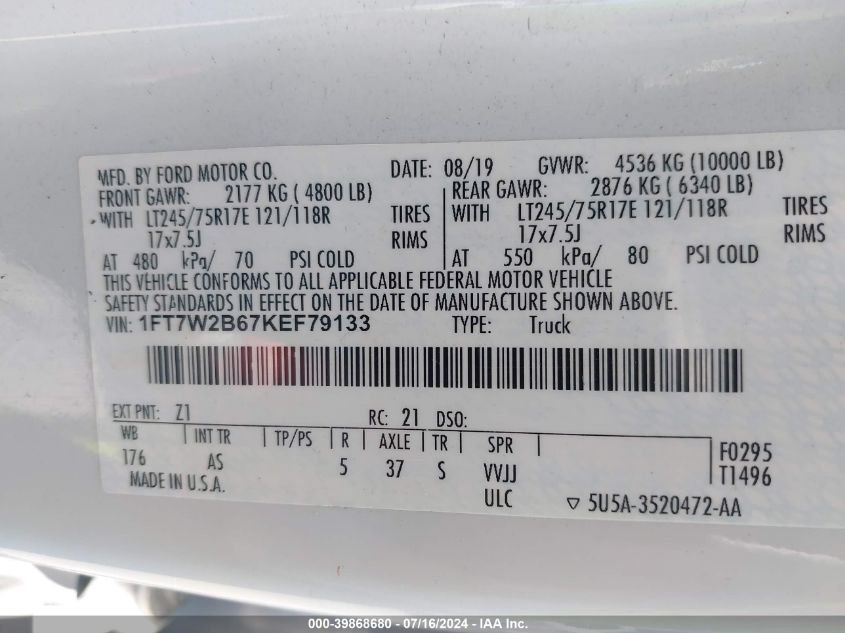 MFD. BY FORD MOTOR CO. DATE: 08/19 GVWR: 4536 KG (10000 LB)
FRONT GAWR: 2177 KG ( 4800 LB) REAR GAWR: 2876 KG ( 6340 LB)
WITH LT245/75R17E 121/118R TIRES WITH LT245/75R17E 121/118R TIRES
17x7.5J RIMS 17x7.5J RIMS
AT 480 kPa/ 70 PSI COLD AT 550 kPa/ 80 PSI COLD
THIS VEHICLE CONFORMS TO ALL APPLICABLE FEDERAL MOTOR VEHICLE
SAFETY STANDARDS IN EFFECT ON THE DATE OF MANUFACTURE SHOWN ABOVE.
VIN: 1FT7W2B67KEF79133 TYPE: Truck
EXT PNT: Z1 RC: 21 DSO:
WB INT TR TP/PS R AXLE TR SPR F0295
176 AS 5 37 S VVJJ T1496
MADE IN U.S.A. ULC 5U5A-3520472-AA
000-39868680 - 07/16/2024 - IAA Inc.